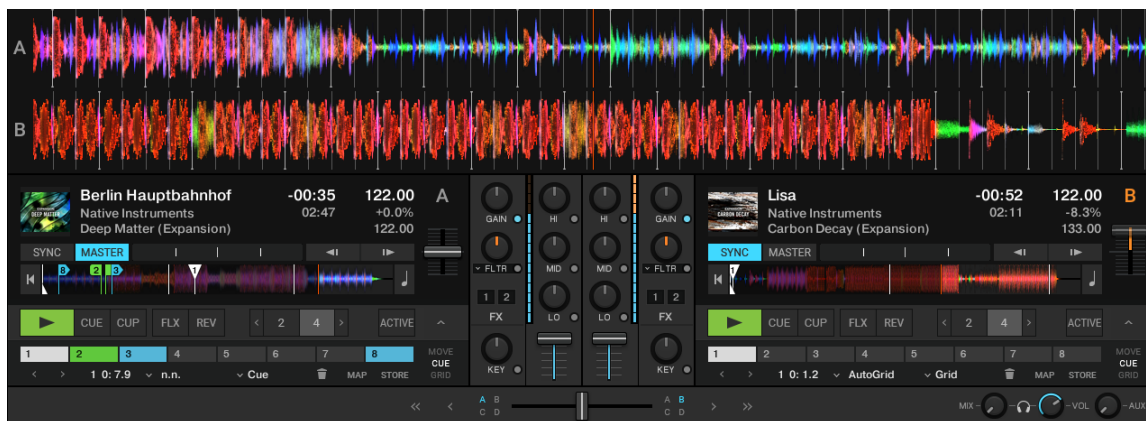 A
B
Berlin Hauptbahnhof -00:35 122.00 A
Native Instruments 02:47 +0.0%
Deep Matter (Expansion) 122.00
DEEP MATTER
SYNC MASTER
8 2 3 1
CUE CUP FLX REV < 2 4 > ACTIVE
1 2 3 4 5 6 7 8
MOVE
CUE
GRID
< > 1 0: 7.9 n.n. Cue MAP STORE
GAIN HI HI GAIN
FLTR MID MID FLTR
1 2 1 2
FX LO LO FX
KEY KEY
Lisa -00:52 122.00 B
Native Instruments 02:11 -8.3%
Carbon Decay (Expansion) 133.00
CARBON DECAY
SYNC MASTER
1
CUE CUP FLX REV < 2 4 > ACTIVE
1 2 3 4 5 6 7 8
MOVE
CUE
GRID
< > 1 0: 1.2 AutoGrid Grid MAP STORE
<< < A B A B > >>
C D C D
MIX VOL AUX